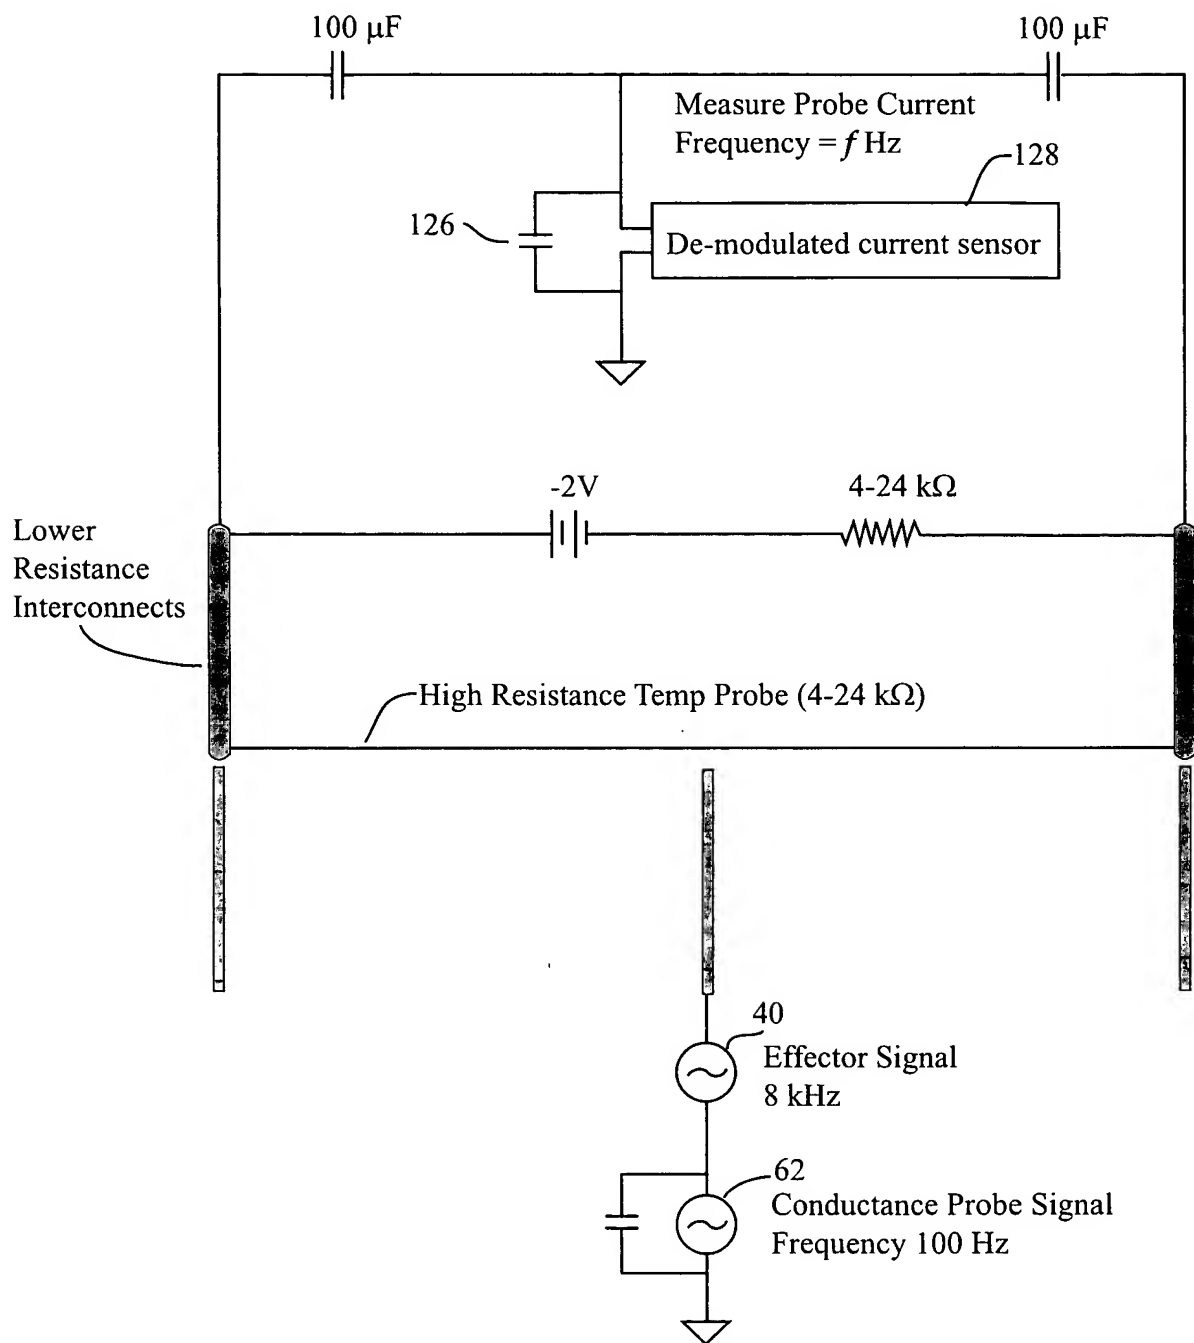 100 µF
100 µF
Measure Probe Current
Frequency = f Hz
128
126
De-modulated current sensor
-2V
4-24 kΩ
Lower
Resistance
Interconnects
High Resistance Temp Probe (4-24 kΩ)
40
Effector Signal
8 kHz
62
Conductance Probe Signal
Frequency 100 Hz